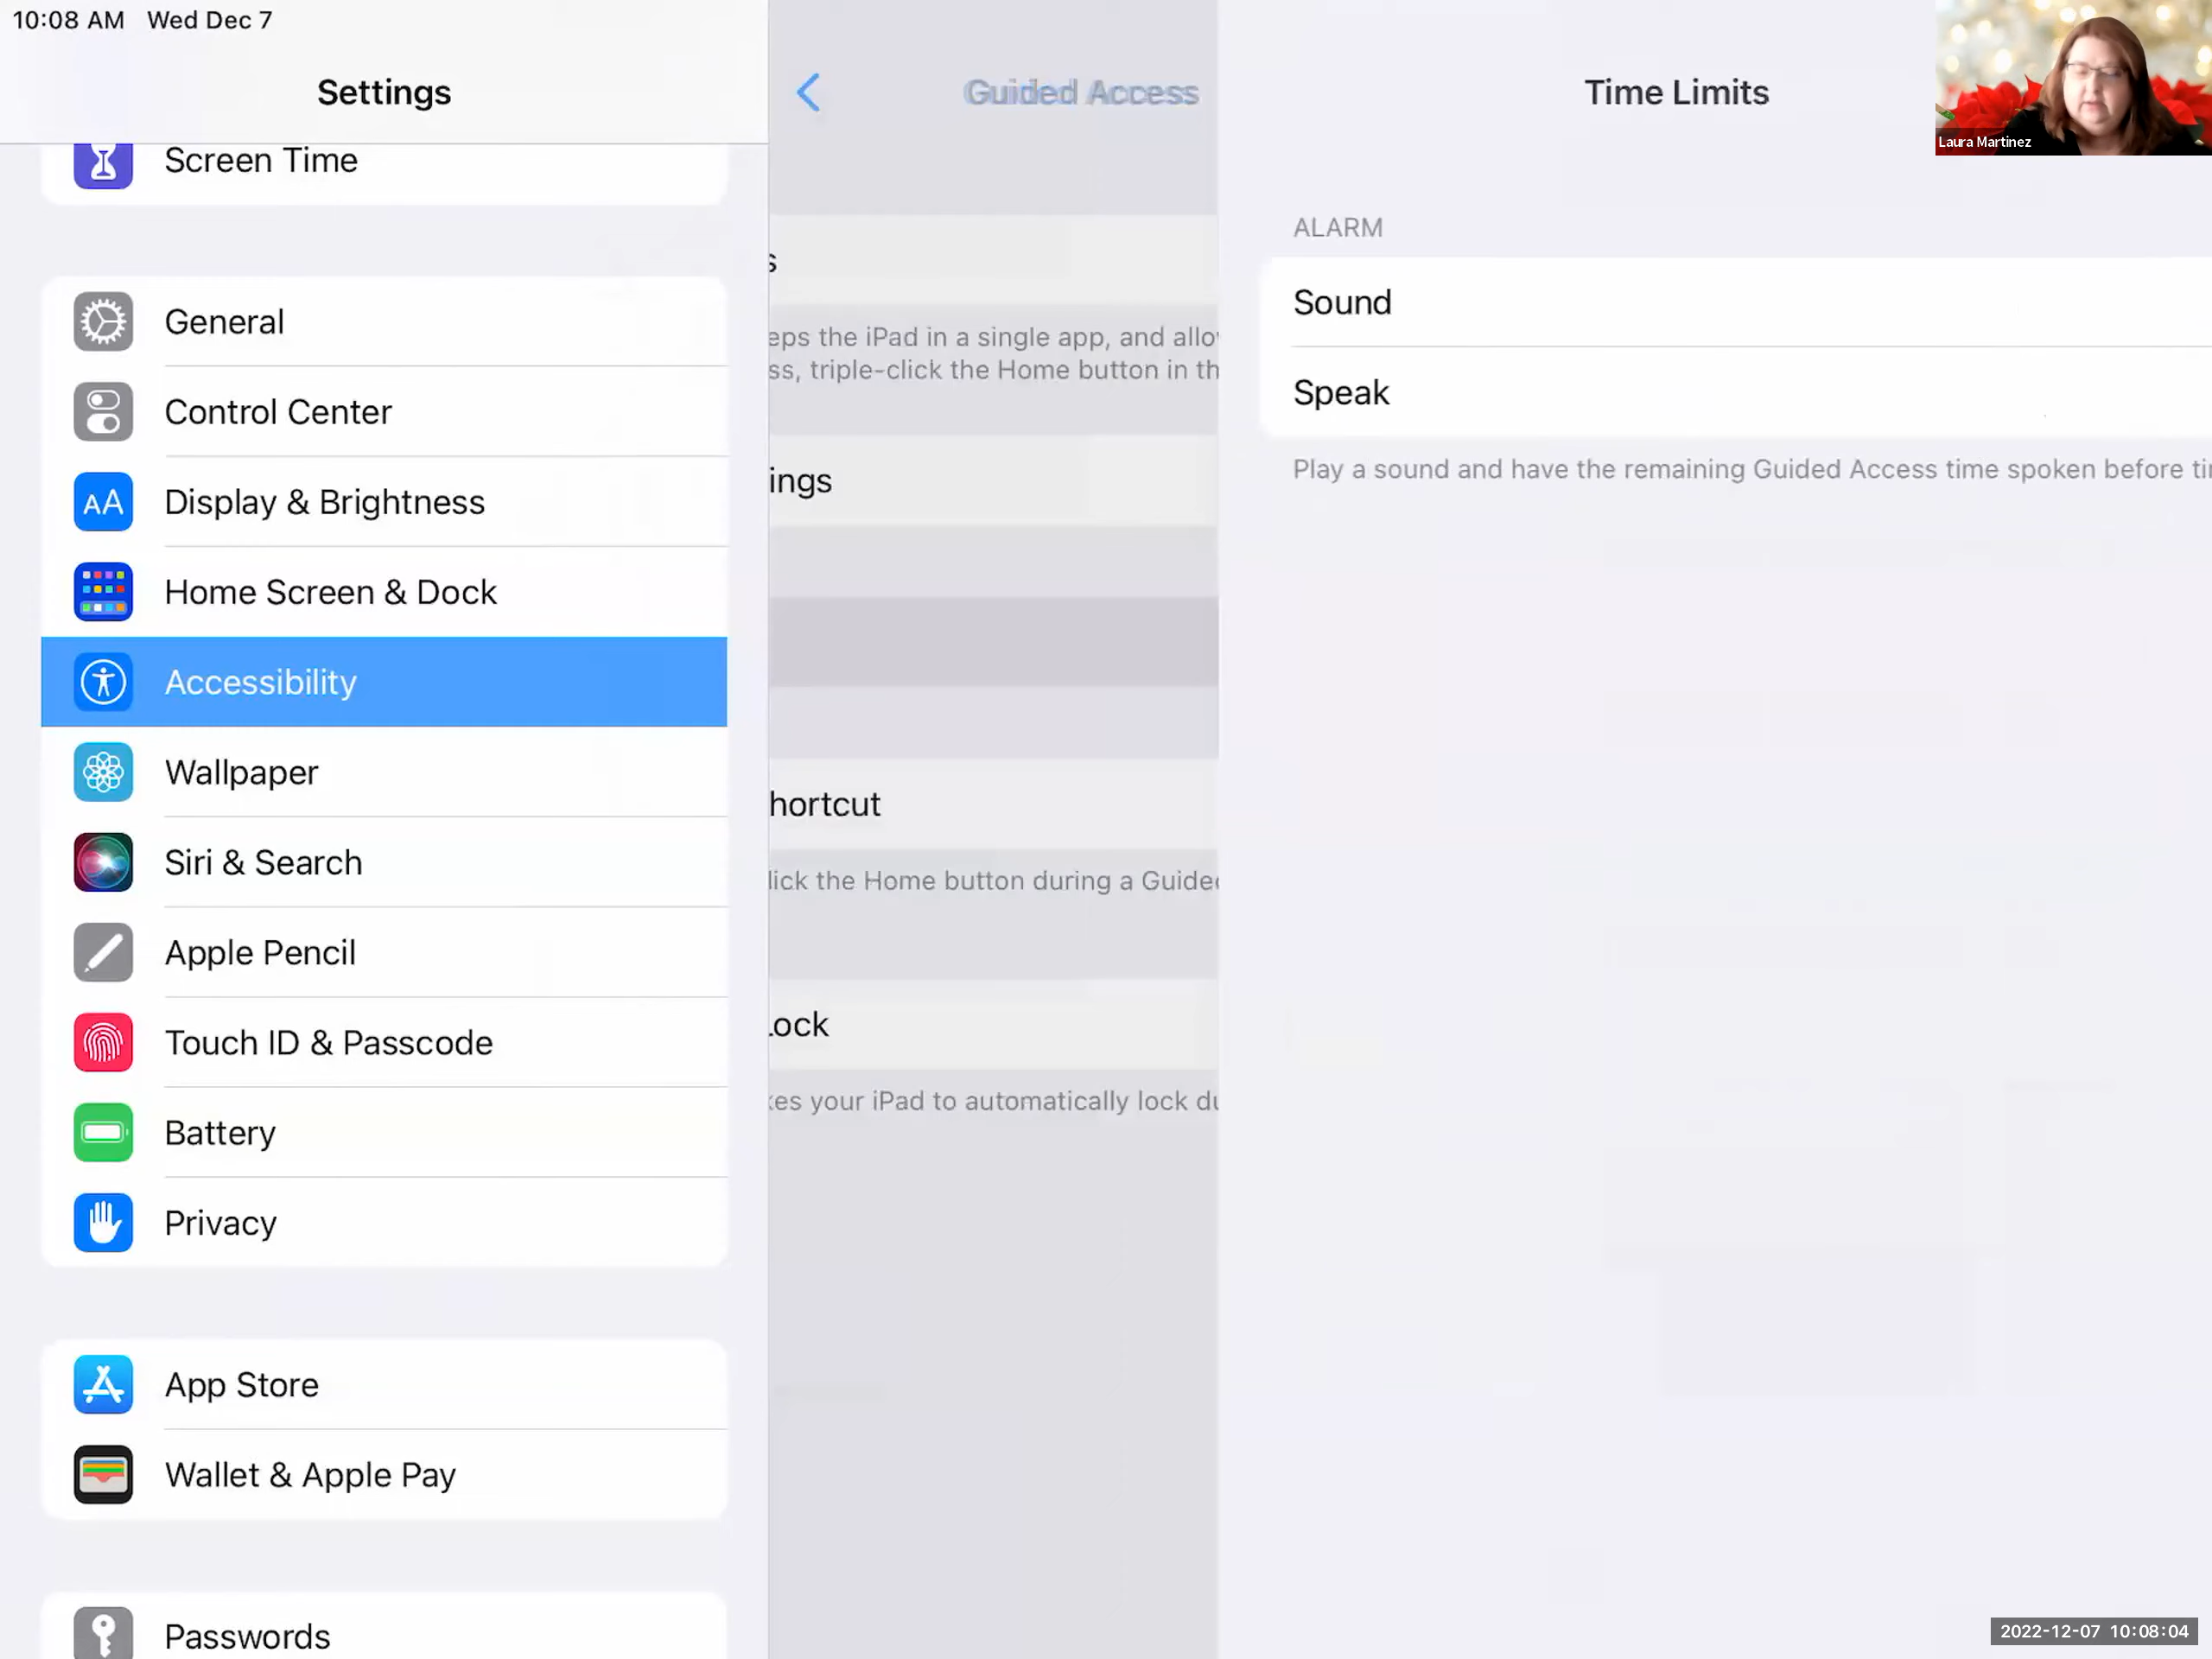 10:08 AM Wed Dec 7
Settings
Screen Time
General
Control Center
Display & Brightness
Home Screen & Dock
Accessibility
Wallpaper
Siri & Search
Apple Pencil
Touch ID & Passcode
Battery
Privacy
App Store
Wallet & Apple Pay
Passwords
Guided Access
s
eps the iPad in a single app, and allo
ss, triple-click the Home button in th
ings
hortcut
lick the Home button during a Guide
ock
es your iPad to automatically lock du
Time Limits
ALARM
Sound
Speak
Play a sound and have the remaining Guided Access time spoken before ti
Laura Martinez
2022-12-07 10:08:04